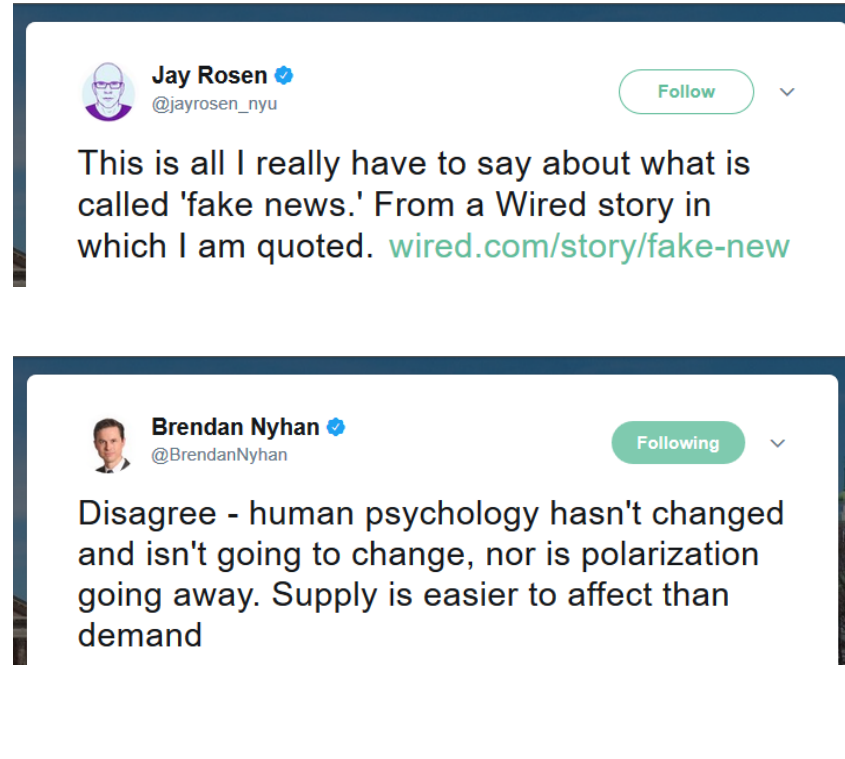 Jay Rosen
@jayrosen_nyu
Follow
This is all I really have to say about what is
called 'fake news.' From a Wired story in
which I am quoted. wired.com/story/fake-new
Brendan Nyhan
@BrendanNyhan
Following
Disagree - human psychology hasn't changed
and isn't going to change, nor is polarization
going away. Supply is easier to affect than
demand